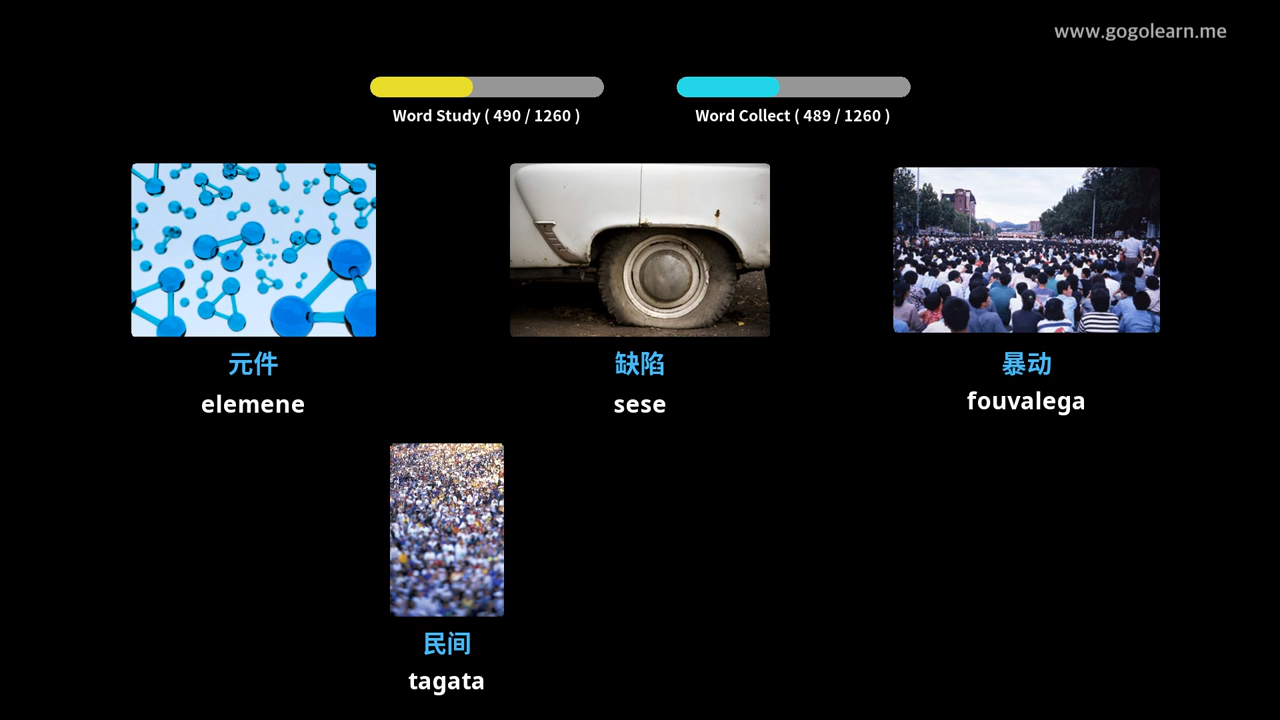 www.gogolearn.me
Word Study ( 490 / 1260 )
Word Collect ( 489 / 1260 )
元件
elemene
缺陷
sese
暴动
fouvalega
民间
tagata